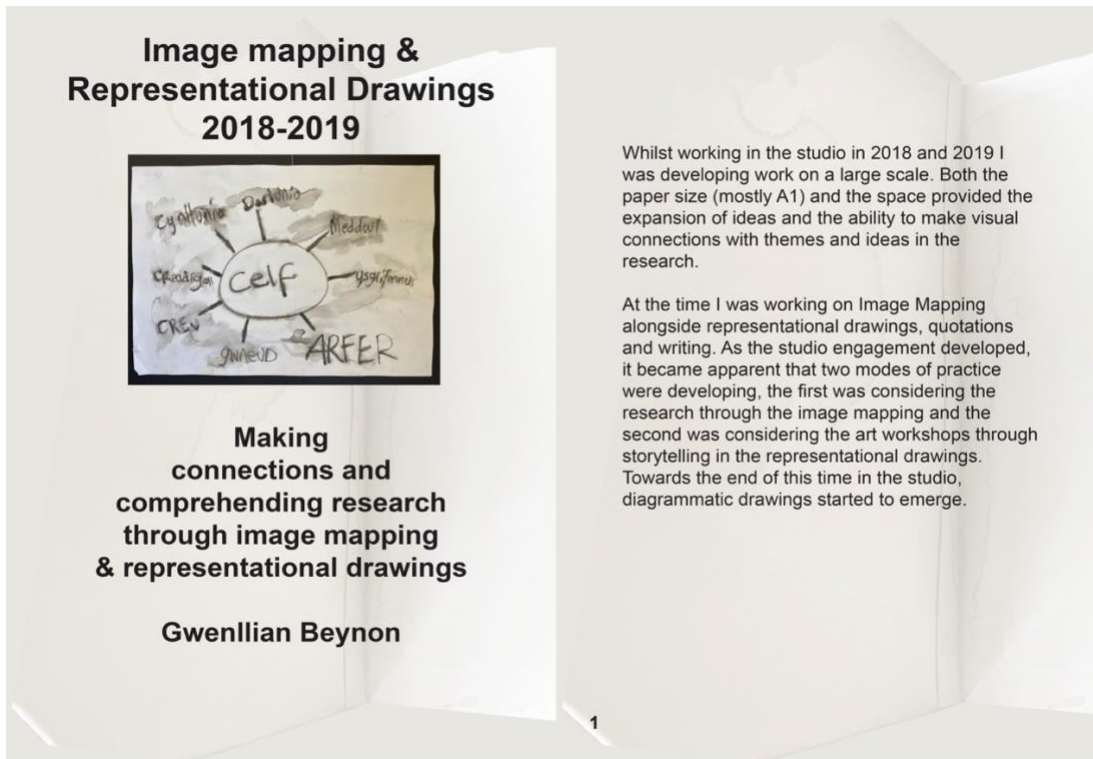 Image mapping &
Representational Drawings
2018-2019
Dartunio
Meddwl
celf
CREU
gwneud
ARFER
Making
connections and
comprehending research
through image mapping
& representational drawings
Gwenllian Beynon
Whilst working in the studio in 2018 and 2019 I
was developing work on a large scale. Both the
paper size (mostly A1) and the space provided the
expansion of ideas and the ability to make visual
connections with themes and ideas in the
research.
At the time I was working on Image Mapping
alongside representational drawings, quotations
and writing. As the studio engagement developed,
it became apparent that two modes of practice
were developing, the first was considering the
research through the image mapping and the
second was considering the art workshops through
storytelling in the representational drawings.
Towards the end of this time in the studio,
diagrammatic drawings started to emerge.
1